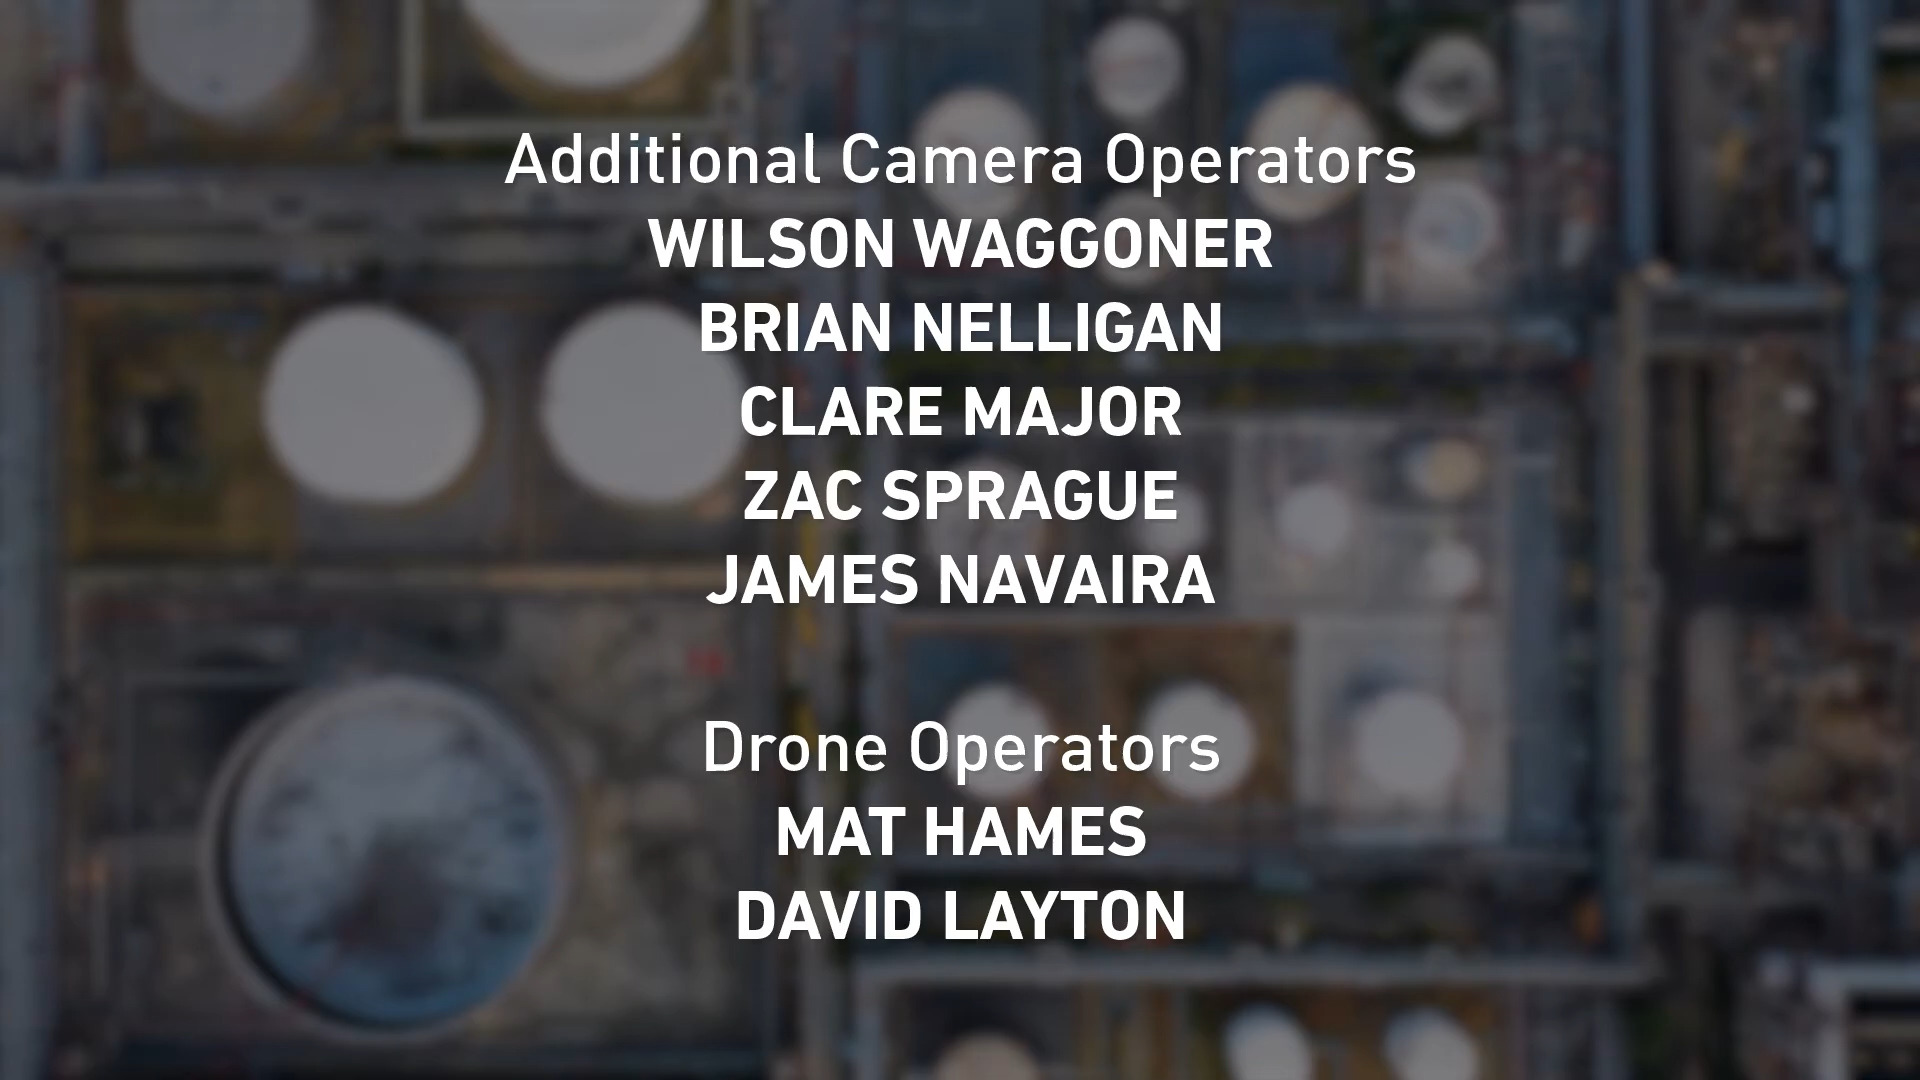 Additional Camera Operators
WILSON WAGGONER
BRIAN NELLIGAN
CLARE MAJOR
ZAC SPRAGUE
JAMES NAVAIRA
Drone Operators
MAT HAMES
DAVID LAYTON